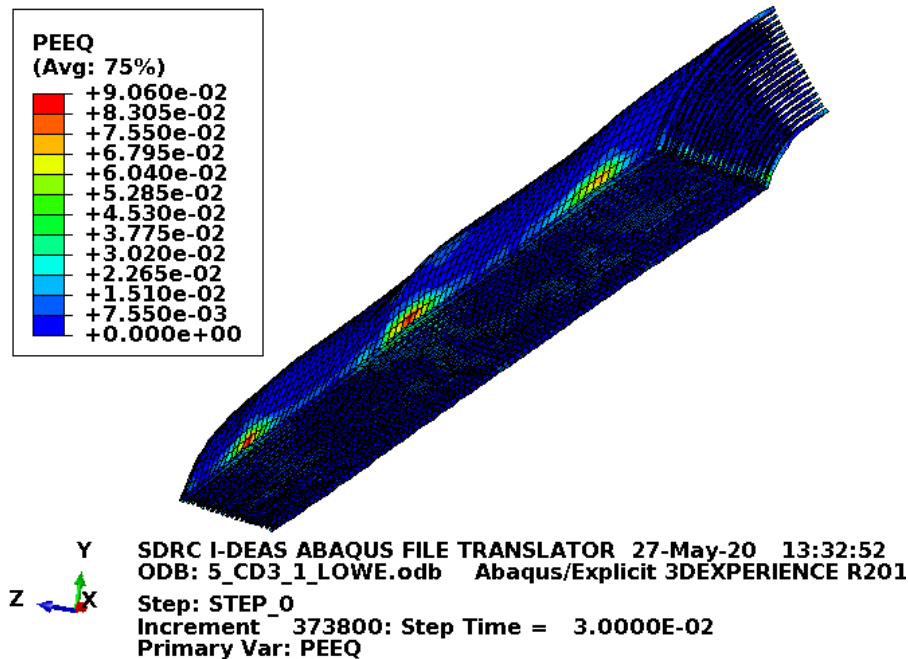 PEEQ
(Avg: 75%)
+9.060e-02
+8.305e-02
+7.550e-02
+6.795e-02
+6.040e-02
+5.285e-02
+4.530e-02
+3.775e-02
+3.020e-02
+2.265e-02
+1.510e-02
+7.550e-03
+0.000e+00
Y
Z
X
SDRC I-DEAS ABAQUS FILE TRANSLATOR 27-May-20 13:32:52
ODB: 5_CD3_1_LOWE.odb Abaqus/Explicit 3DEXPERIENCE R201
Step: STEP_0
Increment 373800: Step Time = 3.0000E-02
Primary Var: PEEQ